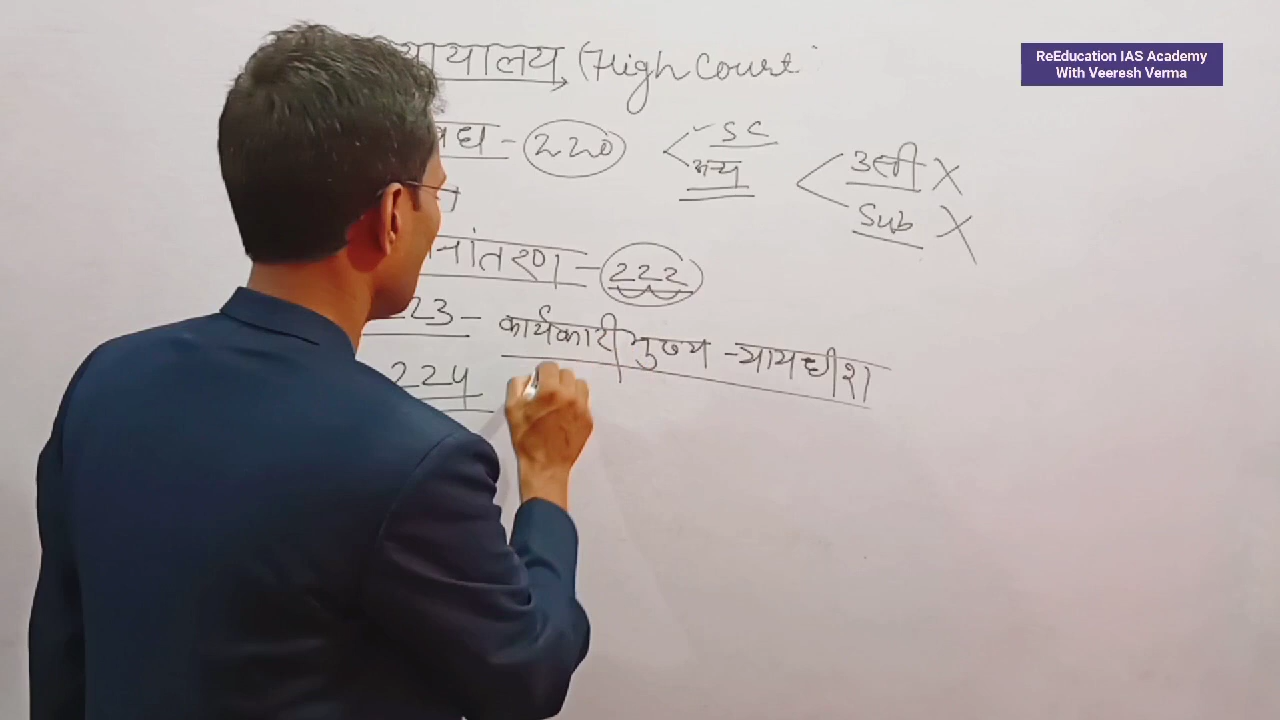 न्यायालय (High Court
ReEducation IAS Academy
With Veeresh Verma
बंध - 220
SC
अन्य
उसी X
Sub X
नांतरण - 222
223 - कार्यकारी मुख्य न्यायधीश
224